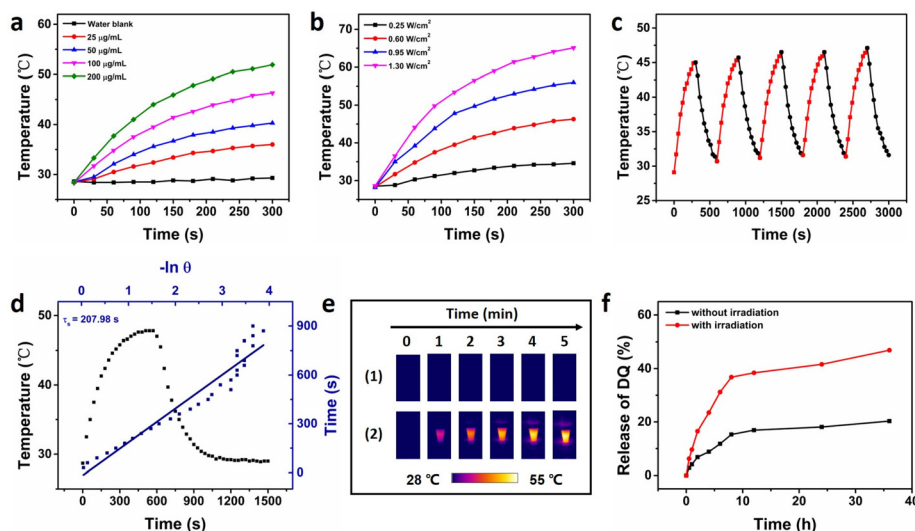 a
Temperature (℃)
60
50
40
30
Water blank
25 μg/mL
50 μg/mL
100 μg/mL
200 μg/mL
0 50 100 150 200 250 300
Time (s)
b
Temperature (℃)
70
60
50
40
30
20
0.25 W/cm²
0.60 W/cm²
0.95 W/cm²
1.30 W/cm²
0 50 100 150 200 250 300
Time (s)
c
Temperature (℃)
50
45
40
35
30
25
0 500 1000 1500 2000 2500 3000
Time (s)
d
-ln θ
0 1 2 3 4
τs = 207.98 s
Temperature (℃)
48
38
28
900
600
300
0
Time (s)
0 300 600 900 1200 1500
Time (s)
e
Time (min)
0 1 2 3 4 5
(1)
(2)
28 ℃ 55 ℃
f
Release of DQ (%)
60
40
20
0
without irradiation
with irradiation
0 10 20 30 40
Time (h)